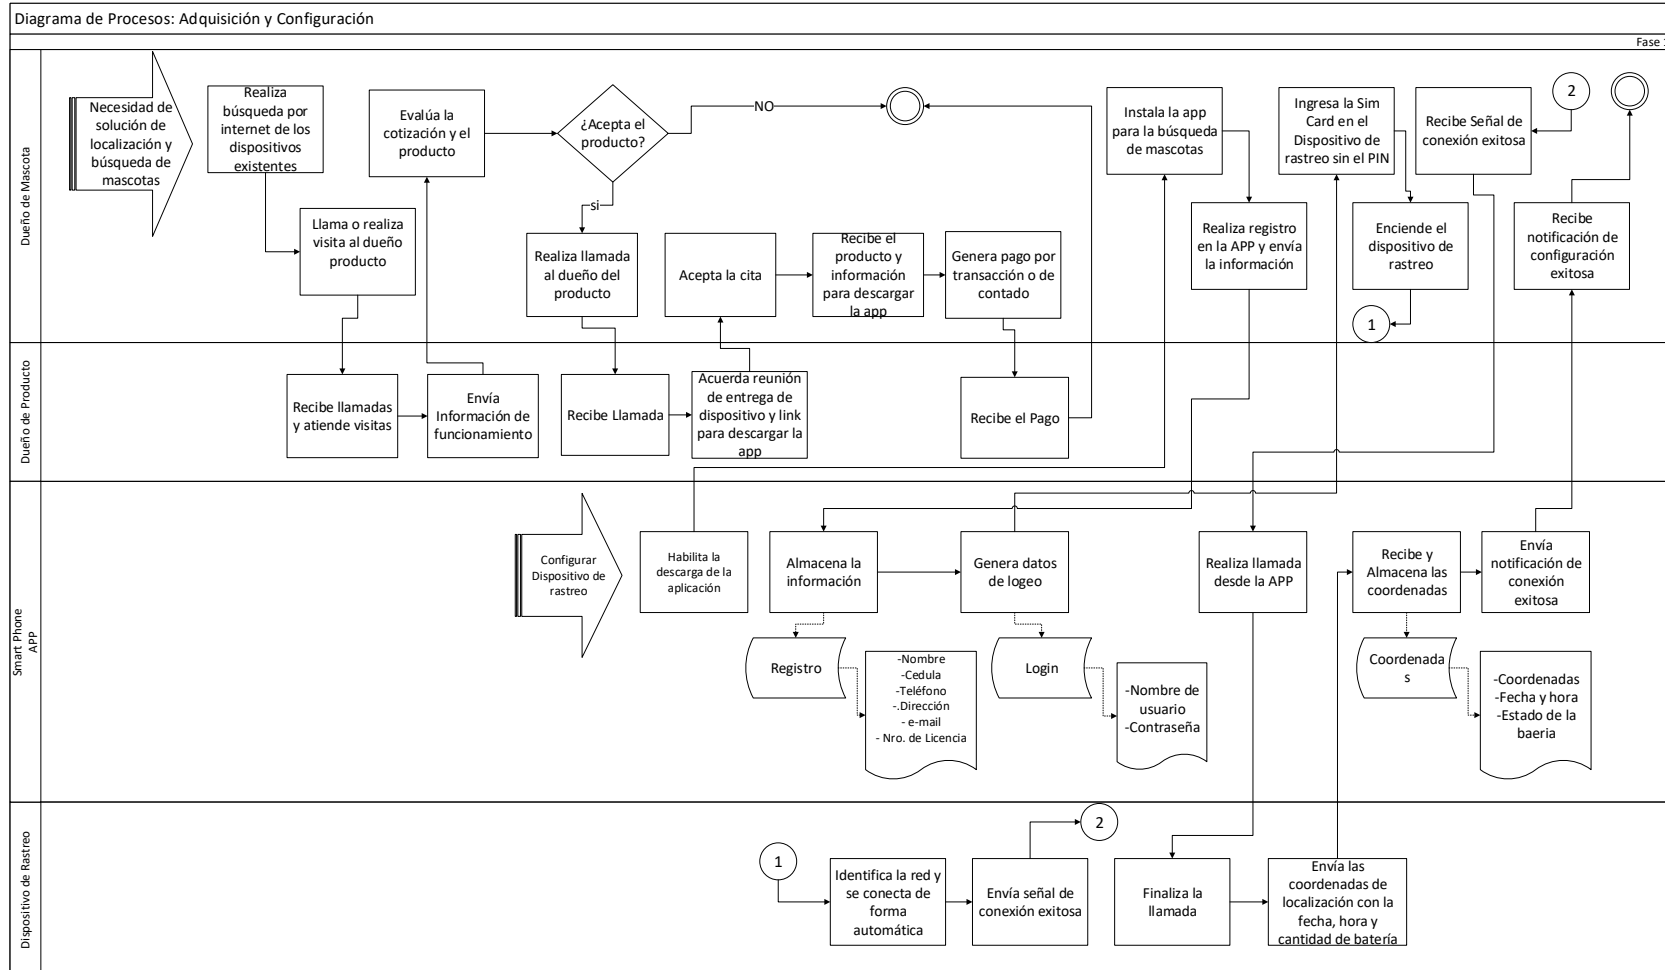 Diagrama de Procesos: Adquisición y Configuración
Fase
Dueño de Mascota
Necesidad de
solución de
localización y
búsqueda de
mascotas
Realiza
búsqueda por
internet de los
dispositivos
existentes
Llama o realiza
visita al dueño
producto
Evalúa la
cotización y el
producto
¿Acepta el
producto?
NO
si
Realiza llamada
al dueño del
producto
Acepta la cita
Recibe el
producto y
información
para descargar
la app
Genera pago por
transacción o de
contado
Instala la app
para la búsqueda
de mascotas
Realiza registro
en la APP y envía
la información
Ingresa la Sim
Card en el
Dispositivo de
rastreo sin el PIN
Enciende el
dispositivo de
rastreo
1
Recibe Señal de
conexión exitosa
2
Recibe
notificación de
configuración
exitosa
Dueño de Producto
Recibe llamadas
y atiende visitas
Envía
Información de
funcionamiento
Recibe Llamada
Acuerda reunión
de entrega de
dispositivo y link
para descargar la
app
Recibe el Pago
Smart Phone
APP
Configurar
Dispositivo de
rastreo
Habilita la
descarga de la
aplicación
Almacena la
información
Genera datos
de logeo
Realiza llamada
desde la APP
Recibe y
Almacena las
coordenadas
Envía
notificación de
conexión
exitosa
Registro
-Nombre
-Cedula
-Teléfono
-.Dirección
- e-mail
- Nro. de Licencia
Login
-Nombre de
usuario
-Contraseña
Coordenada
s
-Coordenadas
-Fecha y hora
-Estado de la
baeria
Dispositivo de Rastreo
1
Identifica la red y
se conecta de
forma
automática
Envía señal de
conexión exitosa
2
Finaliza la
llamada
Envía las
coordenadas de
localización con la
fecha, hora y
cantidad de batería